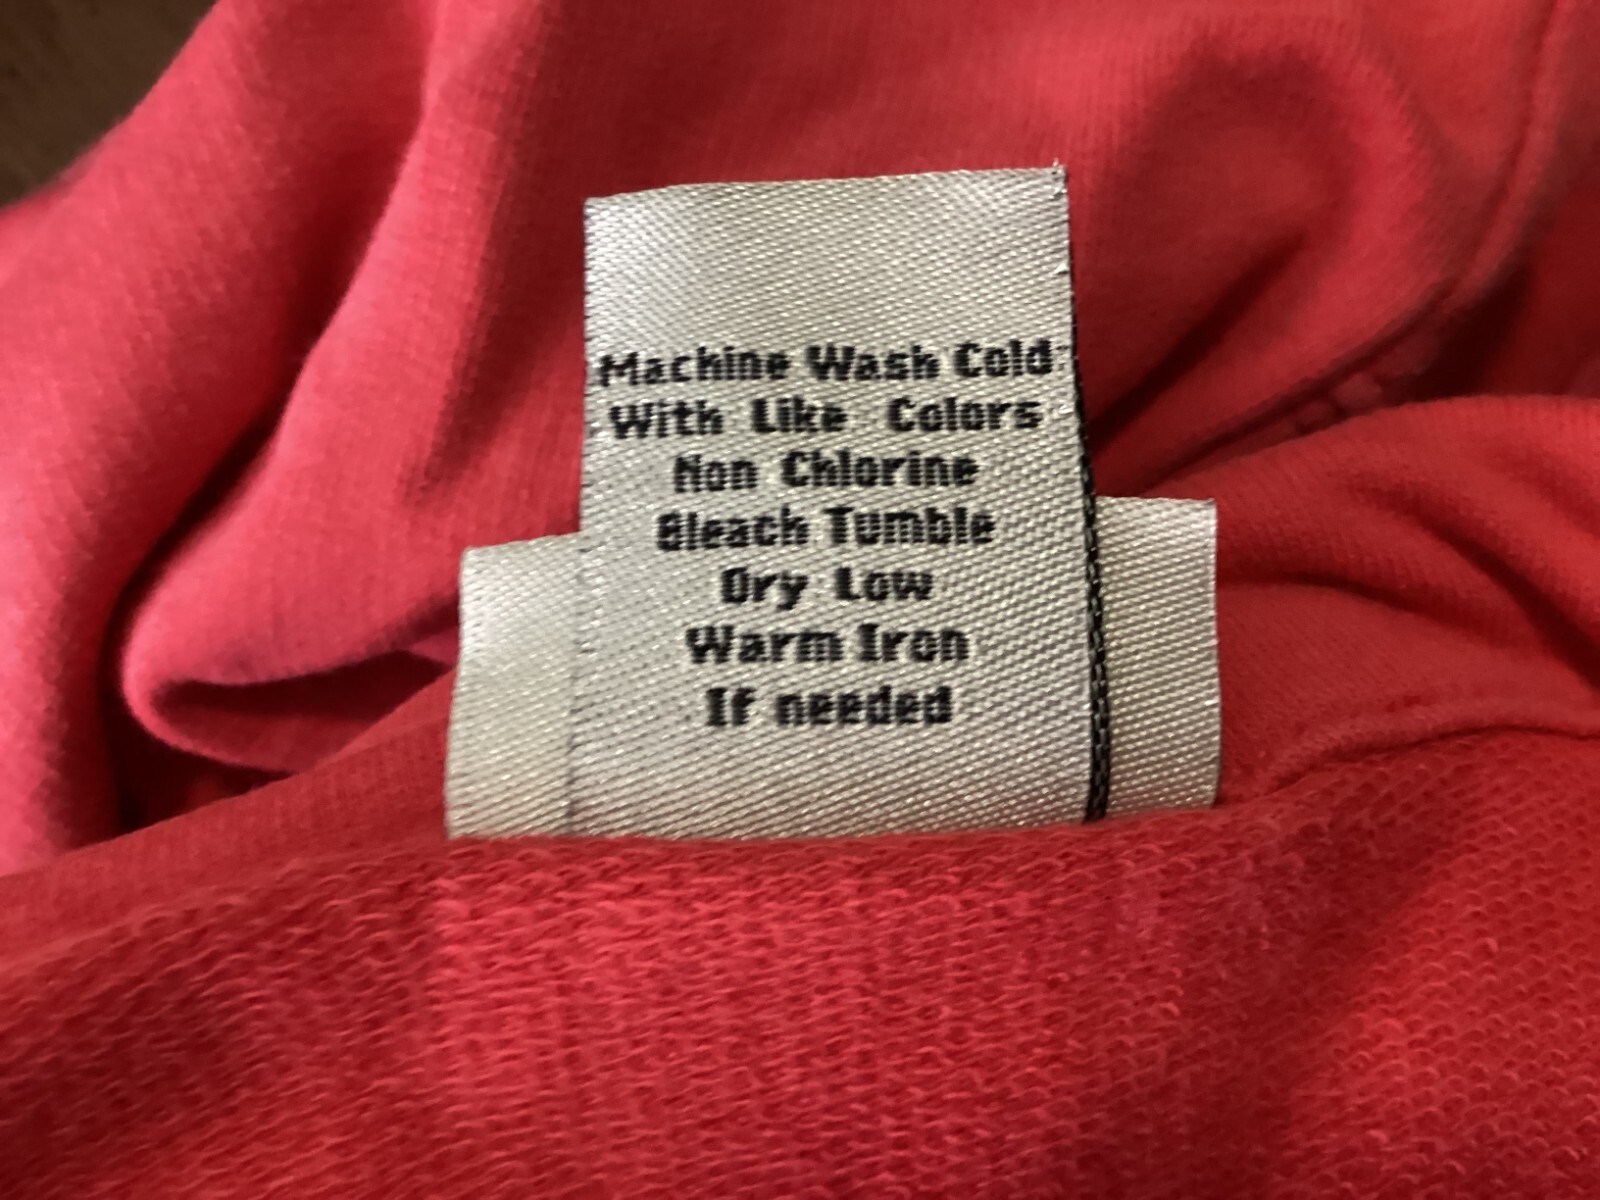 Machine Wash Cold
With Like Colors
Non Chlorine
Bleach Tumble
Dry Low
Warm Iron
If needed